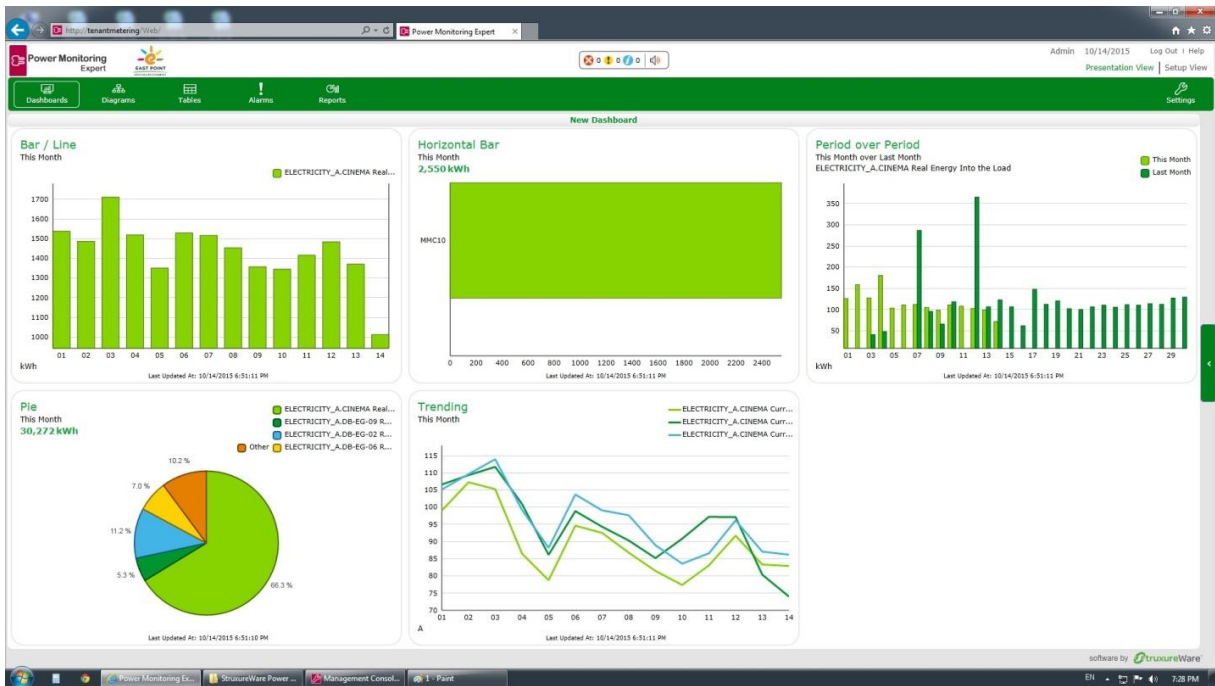 http://tenantmetering/Web/
Power Monitoring Expert
Power Monitoring
Expert
EAST POINT
0 0 0
Admin 10/14/2015 Log Out | Help
Presentation View | Setup View
Dashboards Diagrams Tables Alarms Reports Settings
New Dashboard
Bar / Line
This Month
ELECTRICITY_A.CINEMA Real...
1700
1600
1500
1400
1300
1200
1100
1000
01 02 03 04 05 06 07 08 09 10 11 12 13 14
kWh
Last Updated At: 10/14/2015 6:51:11 PM
Horizontal Bar
This Month
2,550 kWh
MMC10
0 200 400 600 800 1000 1200 1400 1600 1800 2000 2200 2400
Last Updated At: 10/14/2015 6:51:11 PM
Period over Period
This Month over Last Month
ELECTRICITY_A.CINEMA Real Energy Into the Load
This Month
Last Month
350
300
250
200
150
100
50
01 03 05 07 09 11 13 15 17 19 21 23 25 27 29
kWh
Last Updated At: 10/14/2015 6:51:11 PM
Pie
This Month
30,272 kWh
ELECTRICITY_A.CINEMA Real...
ELECTRICITY_A.DB-EG-09 R...
ELECTRICITY_A.DB-EG-02 R...
Other ELECTRICITY_A.DB-EG-06 R...
10.2 %
7.0 %
11.2 %
5.3 %
66.3 %
Last Updated At: 10/14/2015 6:51:10 PM
Trending
This Month
ELECTRICITY_A.CINEMA Curr...
ELECTRICITY_A.CINEMA Curr...
ELECTRICITY_A.CINEMA Curr...
115
110
105
100
95
90
85
80
75
70
01 02 03 04 05 06 07 08 09 10 11 12 13 14
A
Last Updated At: 10/14/2015 6:51:11 PM
software by StruxureWare
Power Monitoring Ex... StruxureWare Power ... Management Consol... 1 - Paint EN 7:28 PM